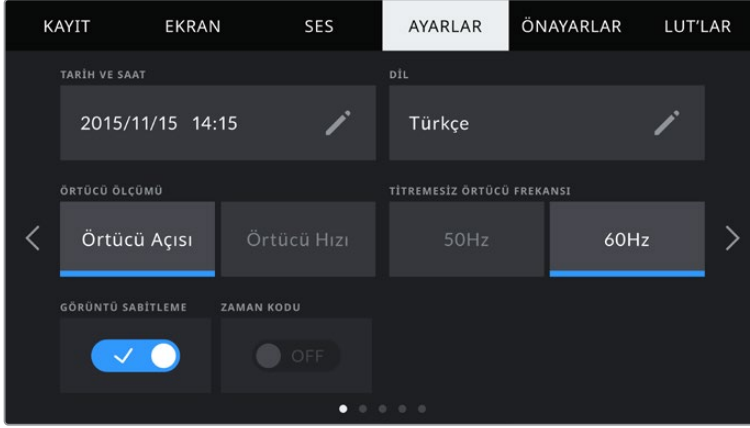 KAYIT EKRAN SES AYARLAR ÖNAYARLAR LUT’LAR
TARİH VE SAAT DİL
2015/11/15 14:15 Türkçe
ÖRTÜCÜ ÖLÇÜMÜ TİTREMESİZ ÖRTÜCÜ FREKANSI
Örtücü Açısı Örtücü Hızı 50Hz 60Hz
GÖRÜNTÜ SABİTLEME ZAMAN KODU
OFF